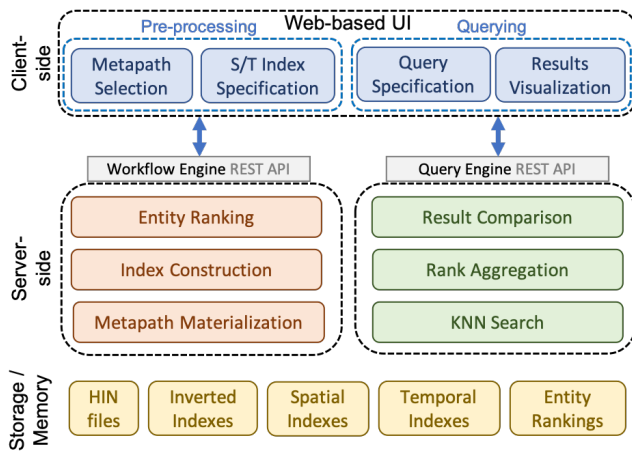 Web-based UI
Pre-processing
Querying
Client-
side
Metapath
Selection
S/T Index
Specification
Query
Specification
Results
Visualization
Workflow Engine REST API
Query Engine REST API
Server-
side
Entity Ranking
Index Construction
Metapath Materialization
Result Comparison
Rank Aggregation
KNN Search
Storage /
Memory
HIN
files
Inverted
Indexes
Spatial
Indexes
Temporal
Indexes
Entity
Rankings